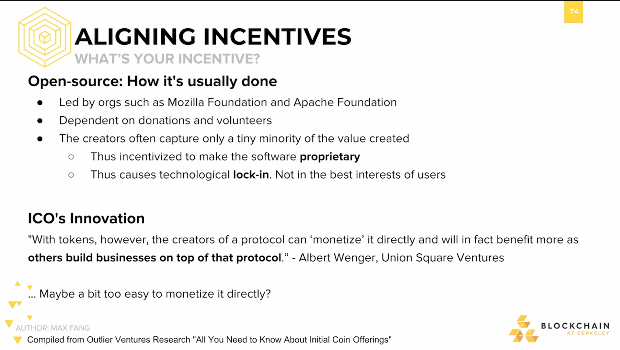 74
ALIGNING INCENTIVES
WHAT'S YOUR INCENTIVE?
Open-source: How it's usually done
● Led by orgs such as Mozilla Foundation and Apache Foundation
● Dependent on donations and volunteers
● The creators often capture only a tiny minority of the value created
○ Thus incentivized to make the software proprietary
○ Thus causes technological lock-in. Not in the best interests of users
ICO's Innovation
"With tokens, however, the creators of a protocol can ‘monetize’ it directly and will in fact benefit more as
others build businesses on top of that protocol.” - Albert Wenger, Union Square Ventures
... Maybe a bit too easy to monetize it directly?
AUTHOR: MAX FANG
Compiled from Outlier Ventures Research "All You Need to Know About Initial Coin Offerings"
BLOCKCHAIN
AT BERKELEY